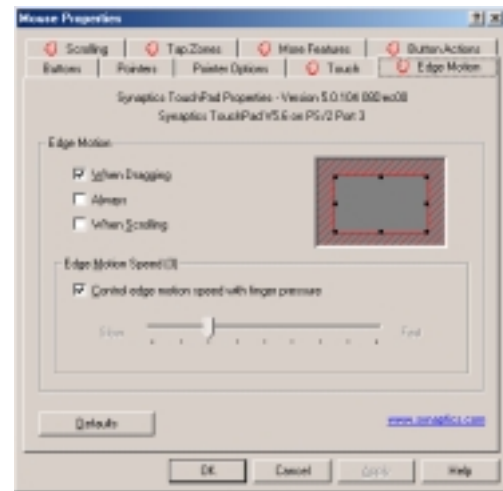 Mouse Properties
Scrolling Tap Zones More Features Button Actions
Buttons Pointers Pointer Options Touch Edge Motion
Synaptics TouchPad Properties - Version 5.0.104 08Dec00
Synaptics TouchPad V5.6 on PS/2 Port 3
Edge Motion
When Dragging
Always
When Scrolling
Edge Motion Speed (3)
Control edge motion speed with finger pressure
Slow Fast
Defaults www.synaptics.com
OK Cancel Apply Help